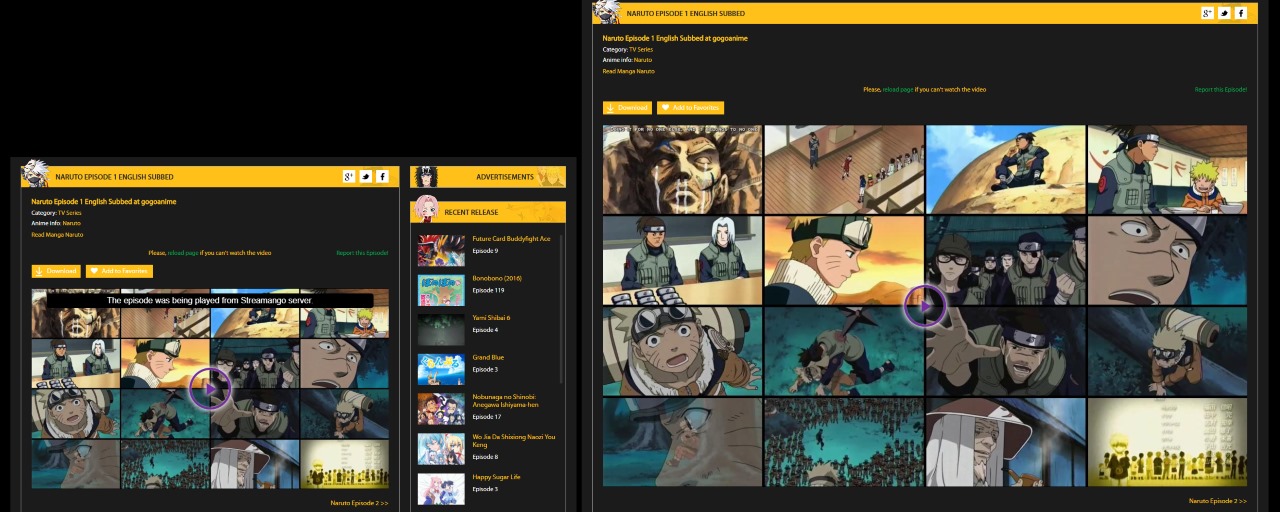 NARUTO EPISODE 1 ENGLISH SUBBED
Naruto Episode 1 English Subbed at gogoanime
Category: TV Series
Anime info: Naruto
Read Manga Naruto
Please, reload page if you can't watch the video
Report this Episode!
Download
Add to Favorites
The episode was being played from Streamango server.
Naruto Episode 2 >>
ADVERTISEMENTS
RECENT RELEASE
Future Card Buddyfight Ace
Episode 9
Bonobono (2016)
Episode 119
Yami Shibai 6
Episode 4
Grand Blue
Episode 3
Nobunaga no Shinobi:
Anegawa Ishiyama-hen
Episode 17
Wo Jia Da Shixiong Naozi You
Keng
Episode 8
Happy Sugar Life
Episode 3
NARUTO EPISODE 1 ENGLISH SUBBED
g+
f
Naruto Episode 1 English Subbed at gogoanime
Category: TV Series
Anime info: Naruto
Read Manga Naruto
Please, reload page if you can't watch the video
Report this Episode!
Download
Add to Favorites
Naruto Episode 2 >>